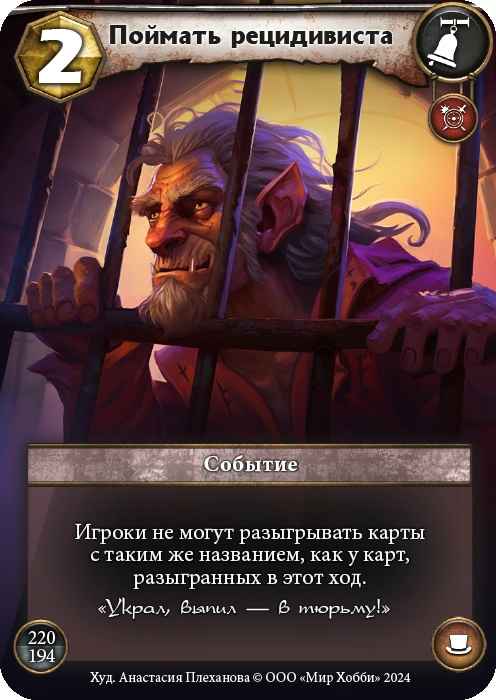 2
Поймать рецидивиста
Событие
Игроки не могут разыгрывать карты
с таким же названием, как у карт,
разыгранных в этот ход.
«Украл, выпил — в тюрьму!»
220
194
Худ. Анастасия Плеханова © ООО «Мир Хобби» 2024